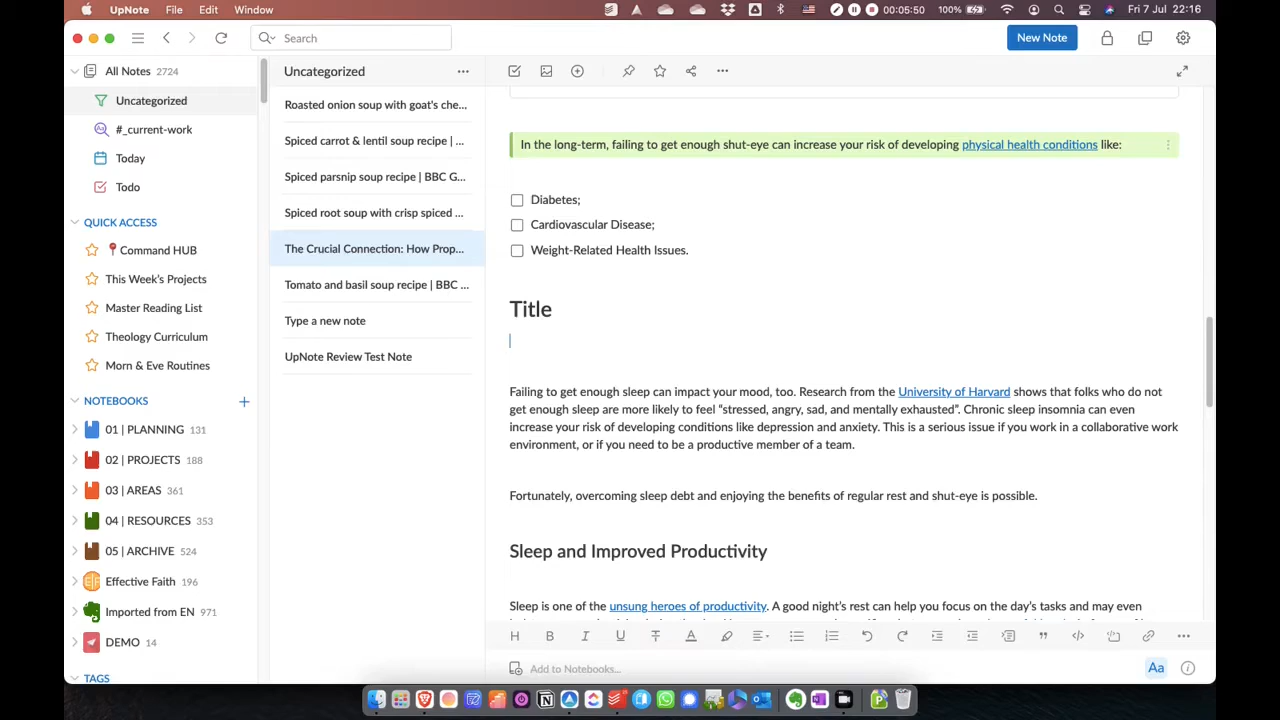 UpNote File Edit Window 00:05:50 100% Fri 7 Jul 22:16
Search
New Note
All Notes 2724
Uncategorized
#_current-work
Today
Todo
QUICK ACCESS
Command HUB
This Week's Projects
Master Reading List
Theology Curriculum
Morn & Eve Routines
NOTEBOOKS
01 | PLANNING 131
02 | PROJECTS 188
03 | AREAS 361
04 | RESOURCES 353
05 | ARCHIVE 524
Effective Faith 196
Imported from EN 971
DEMO 14
TAGS
Uncategorized
Roasted onion soup with goat's che...
Spiced carrot & lentil soup recipe | ...
Spiced parsnip soup recipe | BBC G...
Spiced root soup with crisp spiced ...
The Crucial Connection: How Prop...
Tomato and basil soup recipe | BBC ...
Type a new note
UpNote Review Test Note
In the long-term, failing to get enough shut-eye can increase your risk of developing physical health conditions like:
Diabetes;
Cardiovascular Disease;
Weight-Related Health Issues.
Title
Failing to get enough sleep can impact your mood, too. Research from the University of Harvard shows that folks who do not
get enough sleep are more likely to feel “stressed, angry, sad, and mentally exhausted”. Chronic sleep insomnia can even
increase your risk of developing conditions like depression and anxiety. This is a serious issue if you work in a collaborative work
environment, or if you need to be a productive member of a team.
Fortunately, overcoming sleep debt and enjoying the benefits of regular rest and shut-eye is possible.
Sleep and Improved Productivity
Sleep is one of the unsung heroes of productivity. A good night's rest can help you focus on the day's tasks and may even
H B I U T A
Add to Notebooks...
Aa